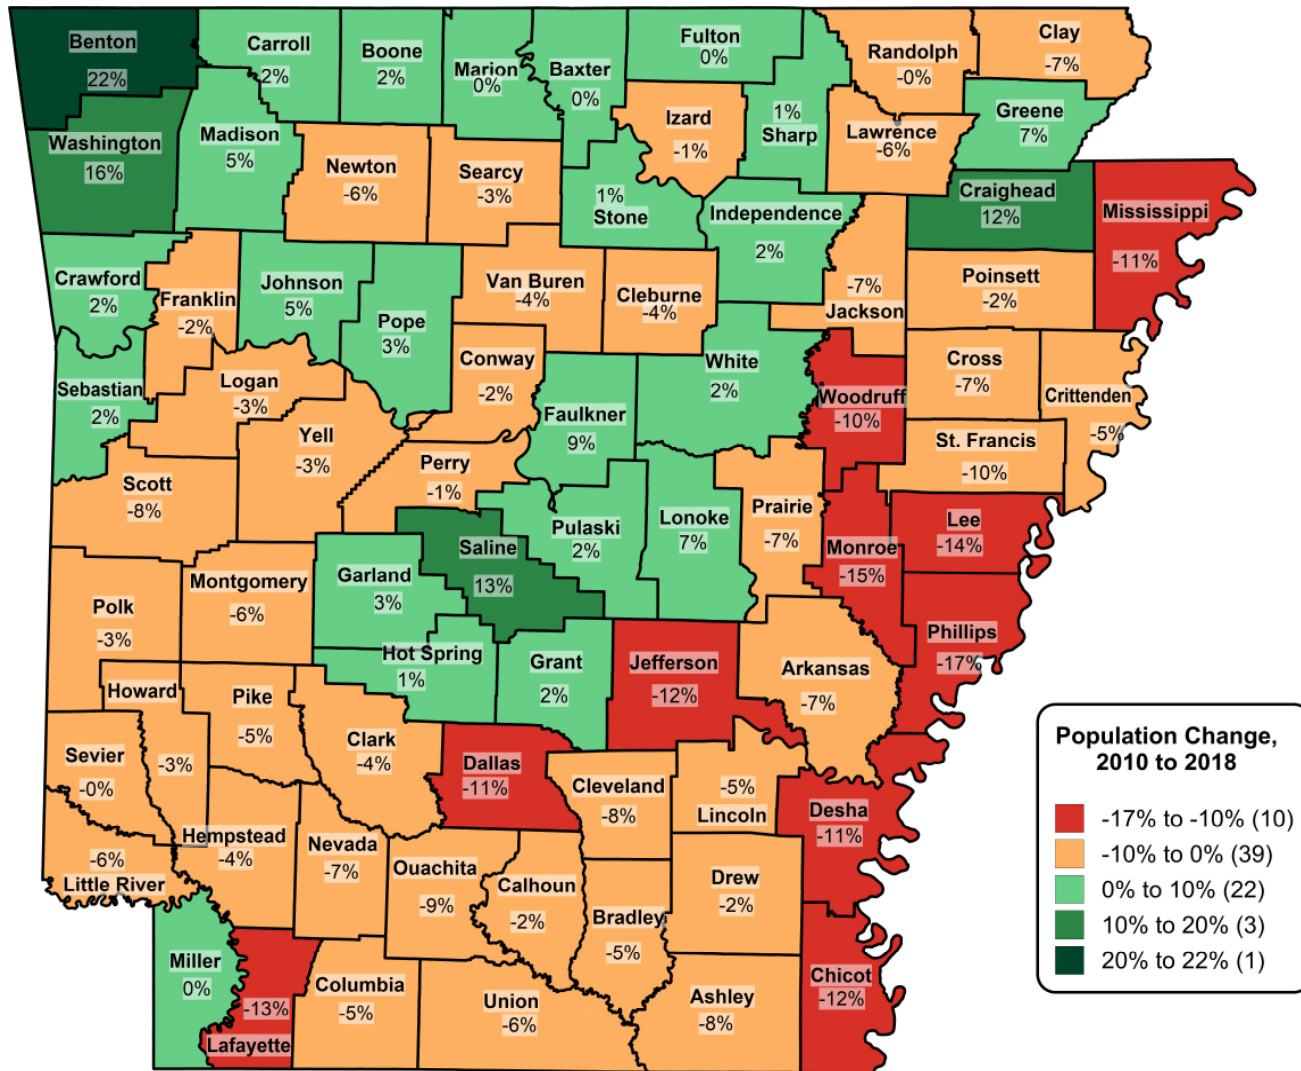 Benton
22%
Carroll
2%
Boone
2%
Marion
0%
Baxter
0%
Fulton
0%
Randolph
-0%
Clay
-7%
Washington
16%
Madison
5%
Newton
-6%
Searcy
-3%
Izard
-1%
1%
Sharp
Lawrence
-6%
Greene
7%
1%
Stone
Independence
2%
Craighead
12%
Mississippi
-11%
Crawford
2%
Franklin
-2%
Johnson
5%
Pope
3%
Van Buren
-4%
Cleburne
-4%
-7%
Jackson
Poinsett
-2%
Sebastian
2%
Logan
-3%
Conway
-2%
White
2%
Woodruff
-10%
Cross
-7%
Crittenden
-5%
Scott
-8%
Yell
-3%
Perry
-1%
Faulkner
9%
St. Francis
-10%
Saline
13%
Pulaski
2%
Lonoke
7%
Prairie
-7%
Monroe
-15%
Lee
-14%
Polk
-3%
Montgomery
-6%
Garland
3%
Hot Spring
1%
Grant
2%
Jefferson
-12%
Arkansas
-7%
Phillips
-17%
Howard
-3%
Pike
-5%
Clark
-4%
Dallas
-11%
Cleveland
-8%
-5%
Lincoln
Desha
-11%
Sevier
-0%
-6%
Little River
Hempstead
-4%
Nevada
-7%
Ouachita
-9%
Calhoun
-2%
Bradley
-5%
Drew
-2%
Miller
0%
-13%
Lafayette
Columbia
-5%
Union
-6%
Ashley
-8%
Chicot
-12%
Population Change,
2010 to 2018
-17% to -10% (10)
-10% to 0% (39)
0% to 10% (22)
10% to 20% (3)
20% to 22% (1)